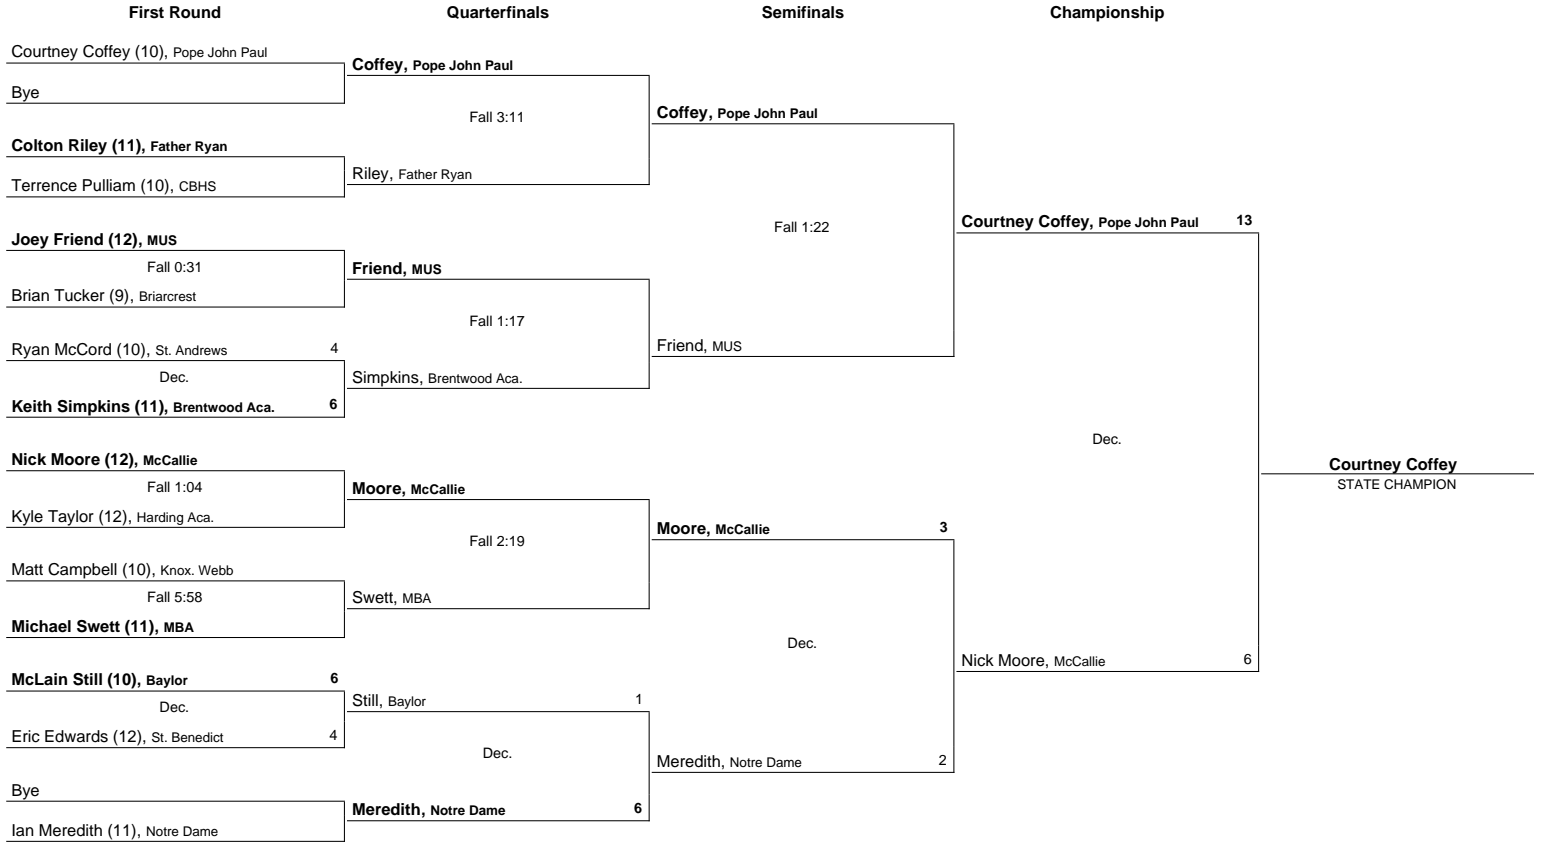 First Round Quarterfinals Semifinals Championship
Courtney Coffey (10), Pope John Paul
Bye
Colton Riley (11), Father Ryan
Terrence Pulliam (10), CBHS
Joey Friend (12), MUS
Fall 0:31
Brian Tucker (9), Briarcrest
Ryan McCord (10), St. Andrews 4
Dec.
Keith Simpkins (11), Brentwood Aca. 6
Nick Moore (12), McCallie
Fall 1:04
Kyle Taylor (12), Harding Aca.
Matt Campbell (10), Knox. Webb
Fall 5:58
Michael Swett (11), MBA
McLain Still (10), Baylor 6
Dec.
Eric Edwards (12), St. Benedict 4
Bye
Ian Meredith (11), Notre Dame
Coffey, Pope John Paul
Fall 3:11
Riley, Father Ryan
Friend, MUS
Fall 1:17
Simpkins, Brentwood Aca.
Moore, McCallie
Fall 2:19
Swett, MBA
Still, Baylor 1
Dec.
Meredith, Notre Dame 6
Coffey, Pope John Paul
Fall 1:22
Friend, MUS
Moore, McCallie 3
Dec.
Meredith, Notre Dame 2
Courtney Coffey, Pope John Paul 13
Dec.
Nick Moore, McCallie 6
Courtney Coffey
STATE CHAMPION